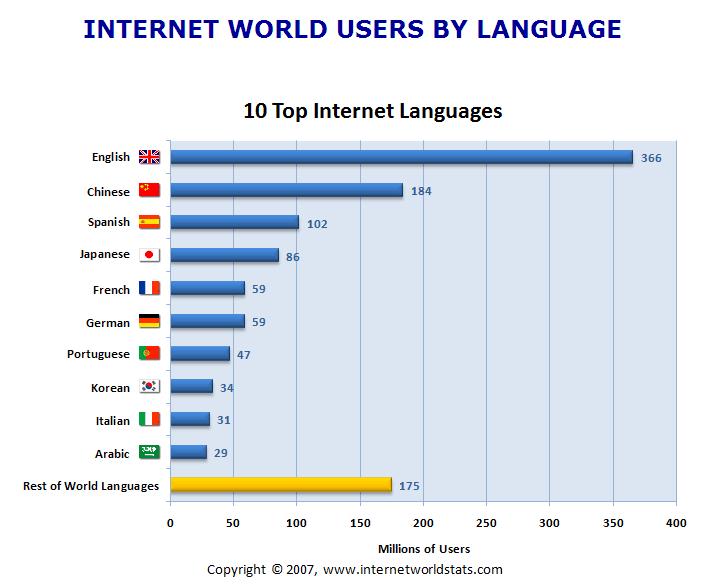 INTERNET WORLD USERS BY LANGUAGE
10 Top Internet Languages
English 366
Chinese 184
Spanish 102
Japanese 86
French 59
German 59
Portuguese 47
Korean 34
Italian 31
Arabic 29
Rest of World Languages 175
0 50 100 150 200 250 300 350 400
Millions of Users
Copyright © 2007, www.internetworldstats.com